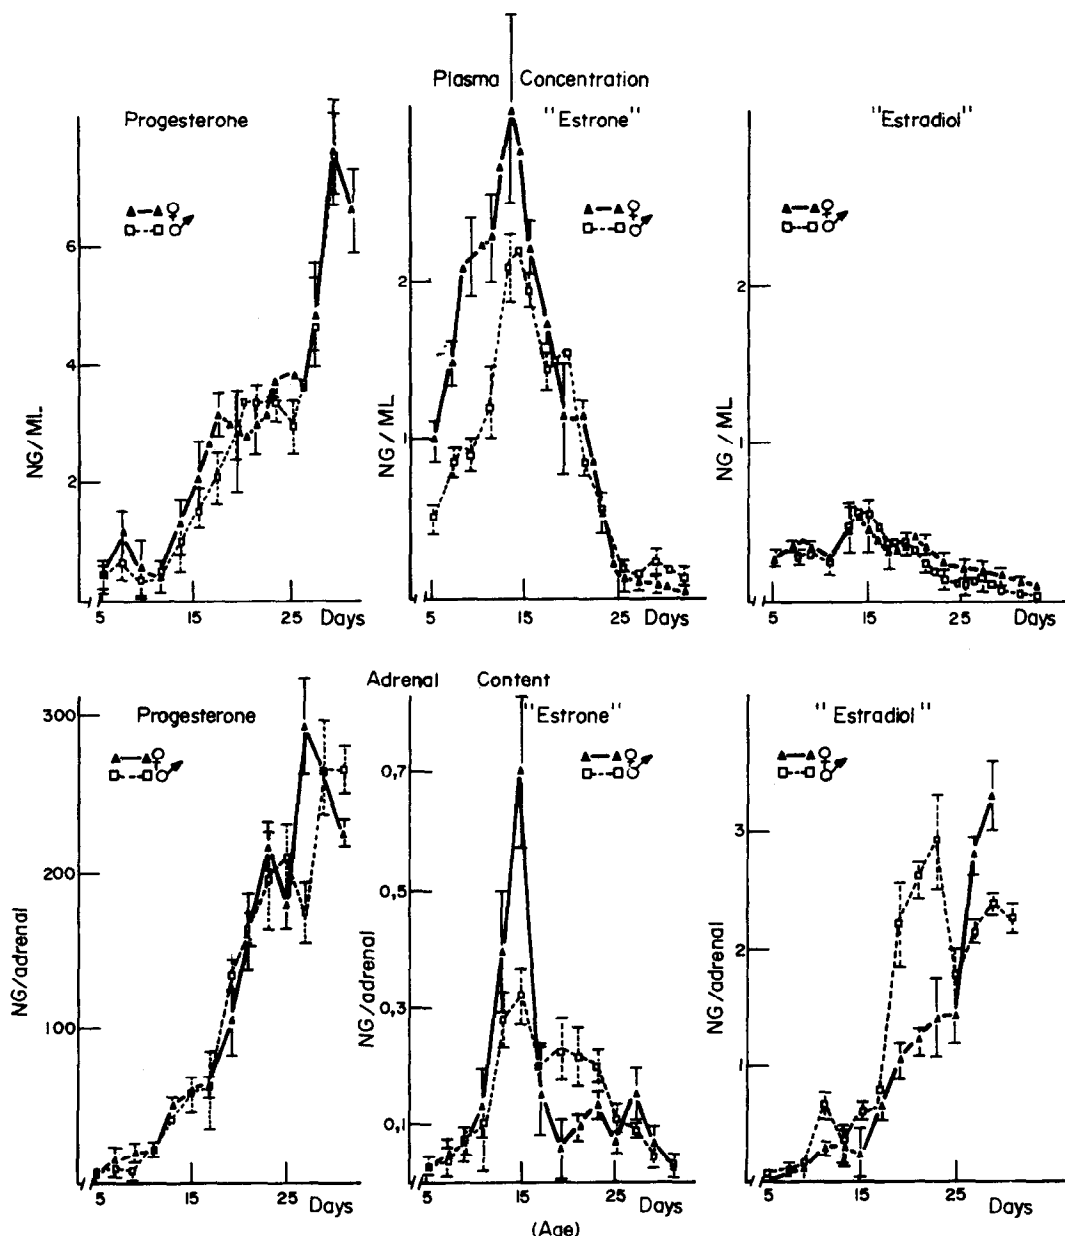 Plasma Concentration
Progesterone
"Estrone"
"Estradiol"
♀
♂
♀
♂
♀
♂
NG/ML
6
4
2
5 15 25 Days
NG / ML
2
1
5 15 25 Days
NG / ML
2
1
5 15 25 Days
Adrenal Content
Progesterone
"Estrone"
"Estradiol"
♀
♂
♀
♂
♀
♂
NG/adrenal
300
200
100
5 15 25 Days
NG/adrenal
0,7
0,5
0,3
0,1
5 15 25 Days
(Age)
NG/adrenal
3
2
1
5 15 25 Days